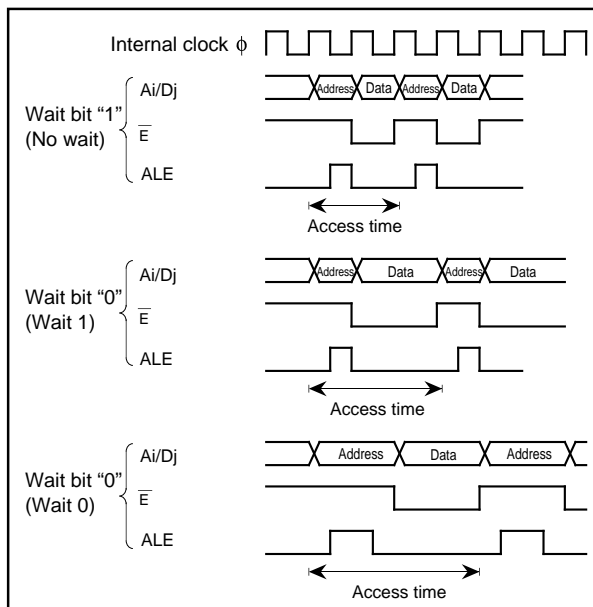 Internal clock ϕ
Ai/Dj
Address Data Address Data
Wait bit “1”
(No wait)
E
ALE
Access time
Ai/Dj
Address Data Address Data
Wait bit “0”
(Wait 1)
E
ALE
Access time
Ai/Dj
Address Data Address
Wait bit “0”
(Wait 0)
E
ALE
Access time